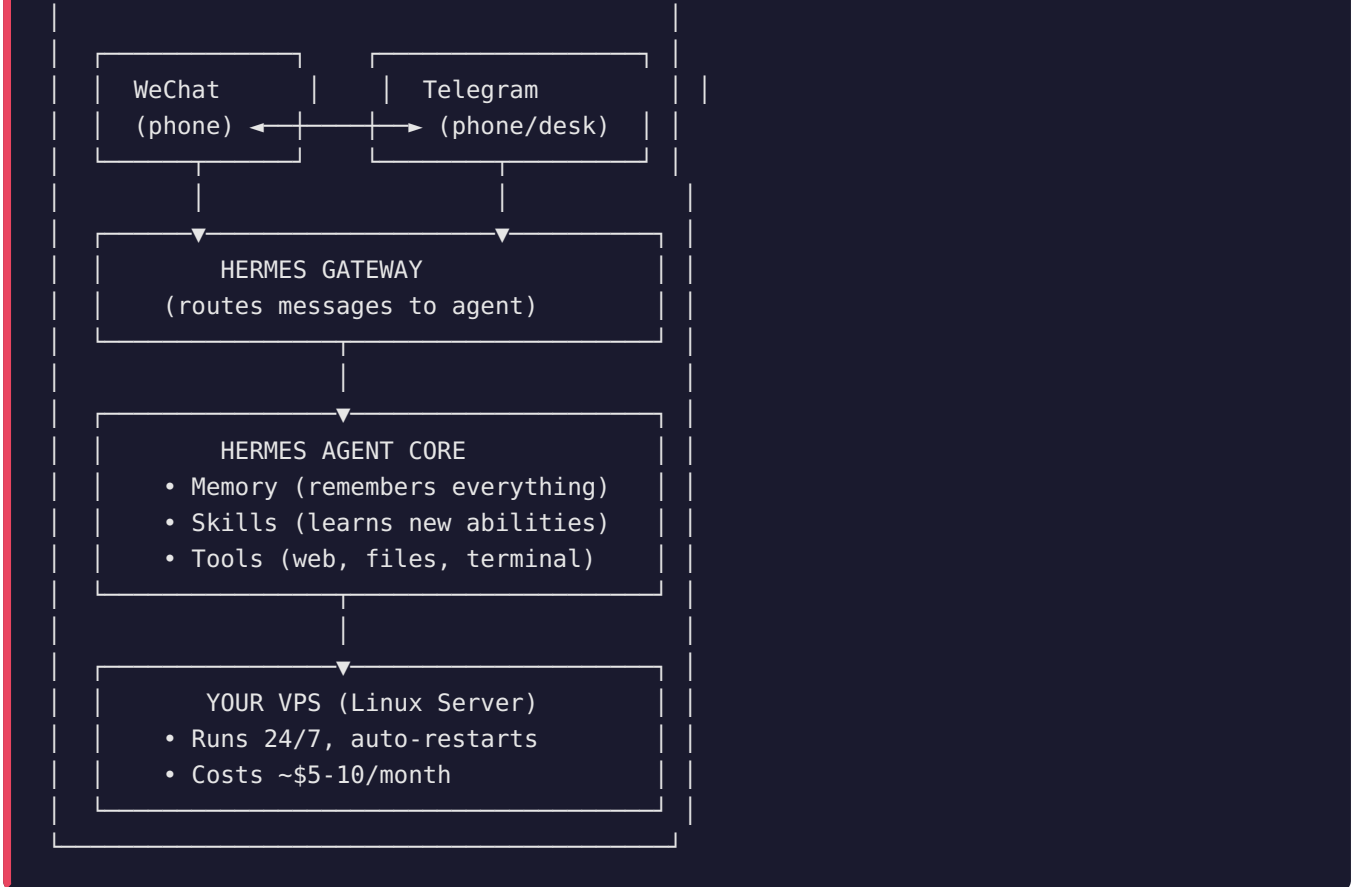 WeChat Telegram
(phone) ◄──┼────┼──► (phone/desk)
HERMES GATEWAY
(routes messages to agent)
HERMES AGENT CORE
• Memory (remembers everything)
• Skills (learns new abilities)
• Tools (web, files, terminal)
YOUR VPS (Linux Server)
• Runs 24/7, auto-restarts
• Costs ~$5-10/month